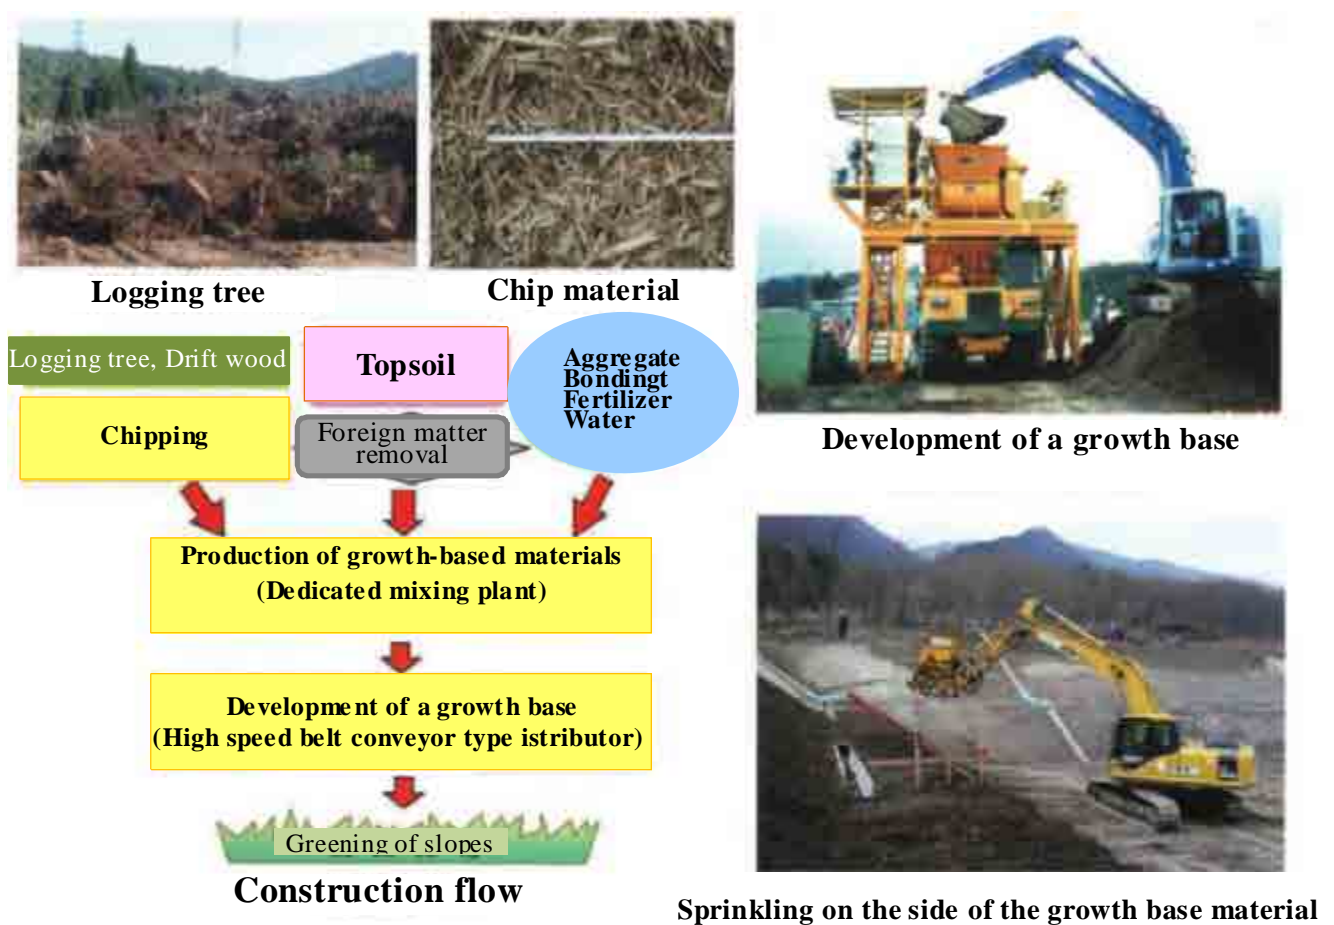 Logging tree
Chip material
Logging tree, Drift wood
Chipping
Topsoil
Foreign matter
removal
Aggregate
Bondingt
Fertilizer
Water
Production of growth-based materials
(Dedicated mixing plant)
Development of a growth base
(High speed belt conveyor type istributor)
Greening of slopes
Construction flow
Development of a growth base
Sprinkling on the side of the growth base material